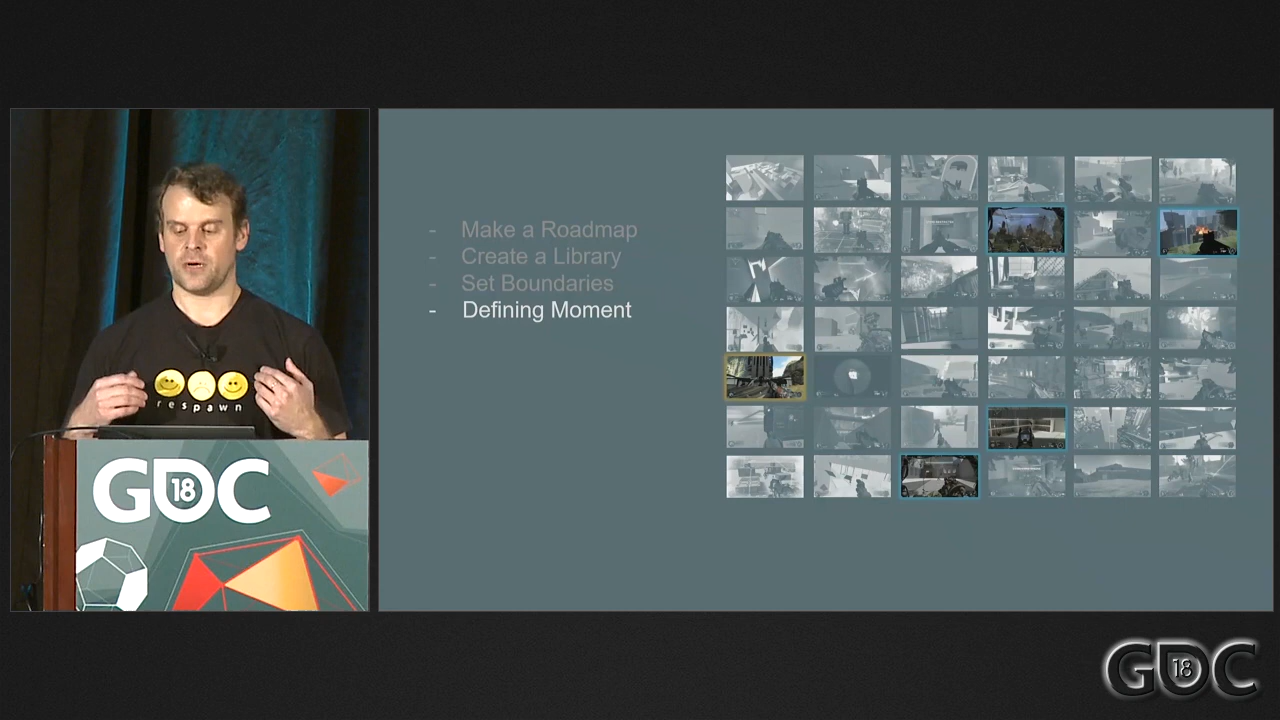 - Make a Roadmap
- Create a Library
- Set Boundaries
- Defining Moment
respawn
GDC
18
GDC
18